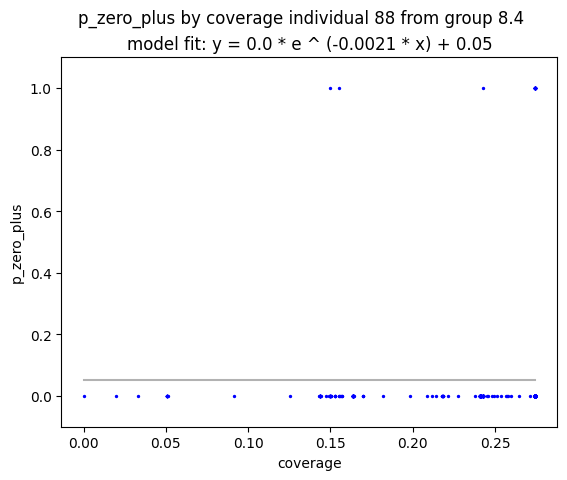 p_zero_plus by coverage individual 88 from group 8.4
model fit: y = 0.0 * e ^ (-0.0021 * x) + 0.05
1.0
0.8
0.6
0.4
0.2
0.0
p_zero_plus
0.00 0.05 0.10 0.15 0.20 0.25
coverage